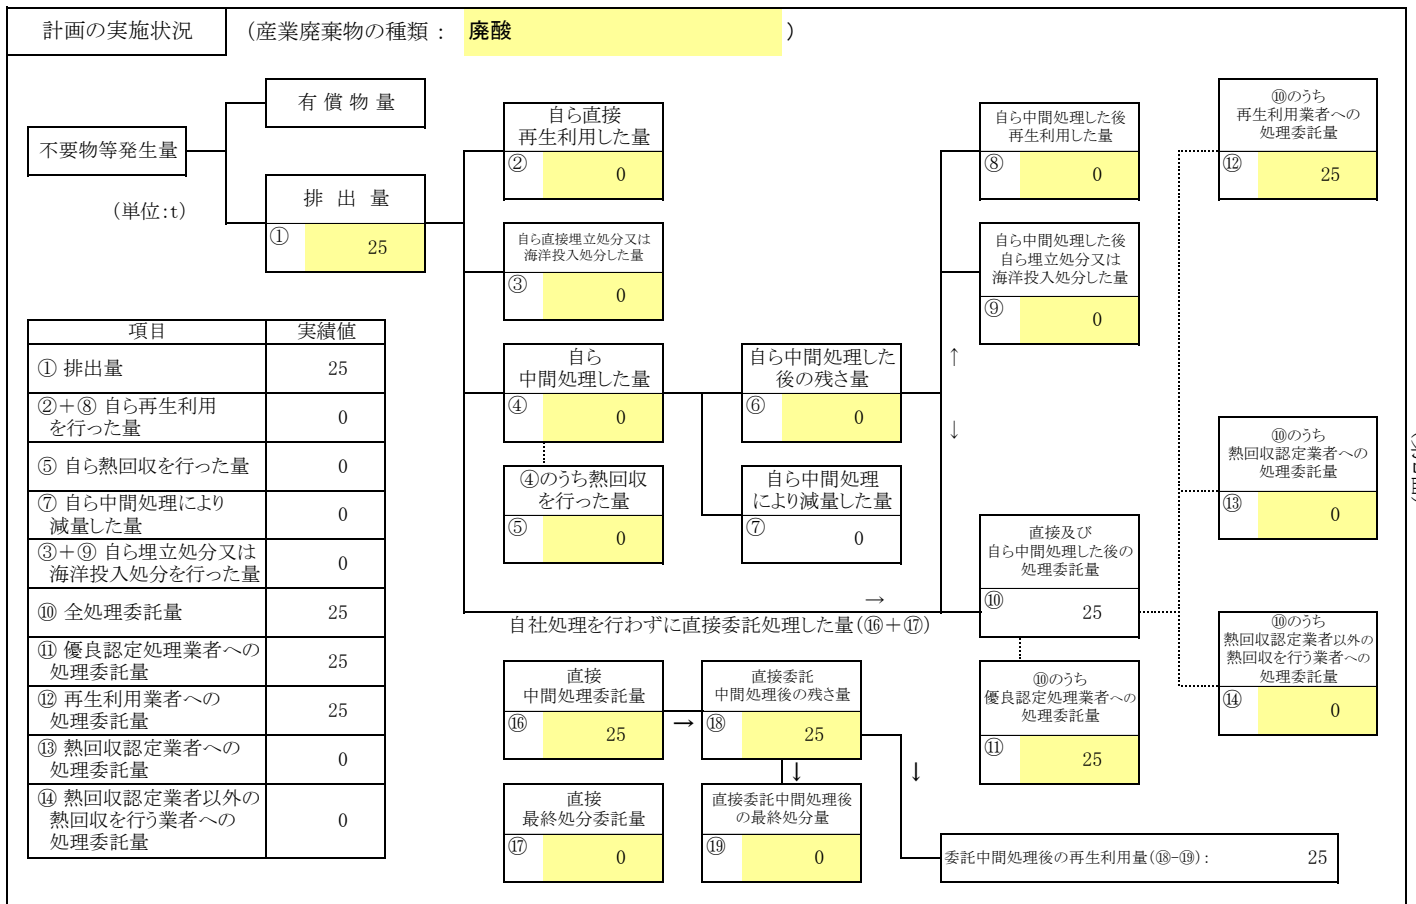 計画の実施状況 (産業廃棄物の種類: 廃酸 )
有償物量
不要物等発生量
(単位:t)
排出量
① 25
自ら直接
再生利用した量
② 0
自ら直接埋立処分又は
海洋投入処分した量
③ 0
自ら
中間処理した量
④ 0
④のうち熱回収
を行った量
⑤ 0
自ら中間処理した
後の残さ量
⑥ 0
自ら中間処理
により減量した量
⑦ 0
自ら中間処理した後
再生利用した量
⑧ 0
自ら中間処理した後
自ら埋立処分又は
海洋投入処分した量
⑨ 0
↑
↓
直接及び
自ら中間処理した後の
処理委託量
⑩ 25
→
自社処理を行わずに直接委託処理した量(⑯+⑰)
⑩のうち
優良認定処理業者への
処理委託量
⑪ 25
⑩のうち
再生利用業者への
処理委託量
⑫ 25
⑩のうち
熱回収認定業者への
処理委託量
⑬ 0
⑩のうち
熱回収認定業者以外の
熱回収を行う業者への
処理委託量
⑭ 0
直接
中間処理委託量
⑯ 25
→
直接委託
中間処理後の残さ量
⑱ 25
↓
↓
直接
最終処分委託量
⑰ 0
直接委託中間処理後
の最終処分量
⑲ 0
委託中間処理後の再生利用量(⑱-⑲): 25
項目 実績値
① 排出量 25
②+⑧ 自ら再生利用
を行った量 0
⑤ 自ら熱回収を行った量 0
⑦ 自ら中間処理により
減量した量 0
③+⑨ 自ら埋立処分又は
海洋投入処分を行った量 0
⑩ 全処理委託量 25
⑪ 優良認定処理業者への
処理委託量 25
⑫ 再生利用業者への
処理委託量 25
⑬ 熱回収認定業者への
処理委託量 0
⑭ 熱回収認定業者以外の
熱回収を行う業者への
処理委託量 0